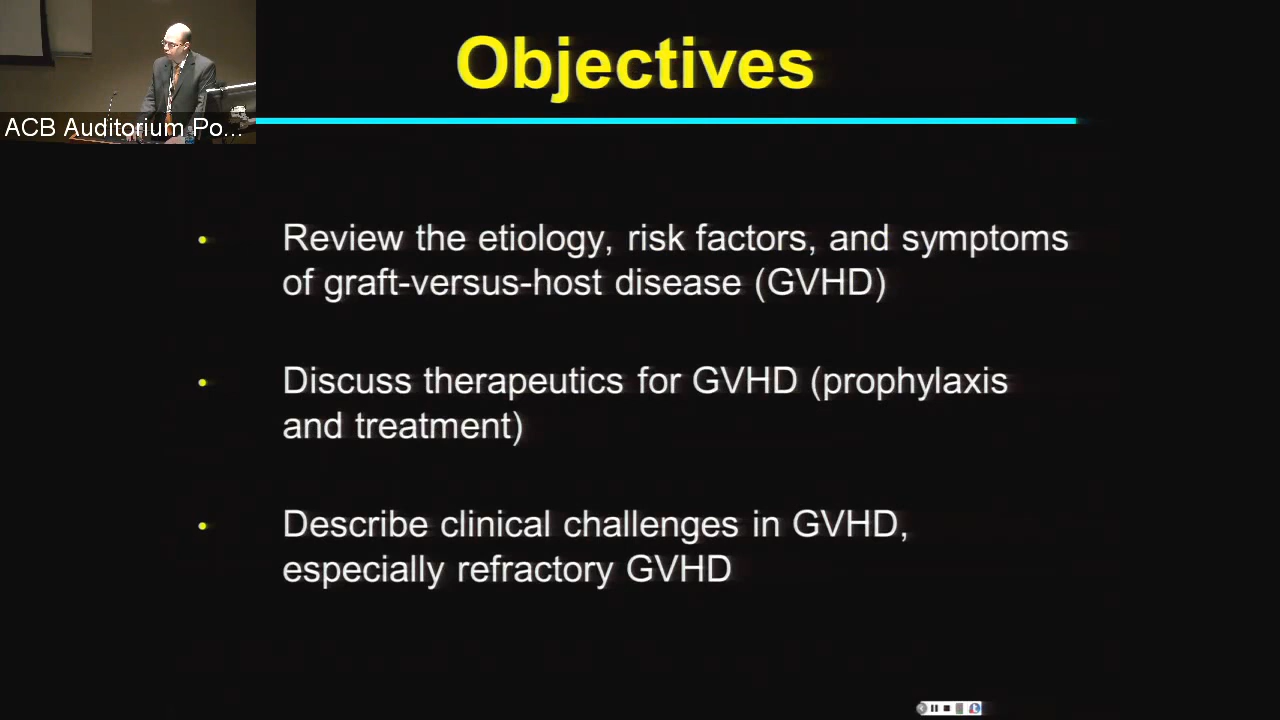 Objectives
ACB Auditorium Po...
• Review the etiology, risk factors, and symptoms
of graft-versus-host disease (GVHD)
• Discuss therapeutics for GVHD (prophylaxis
and treatment)
• Describe clinical challenges in GVHD,
especially refractory GVHD